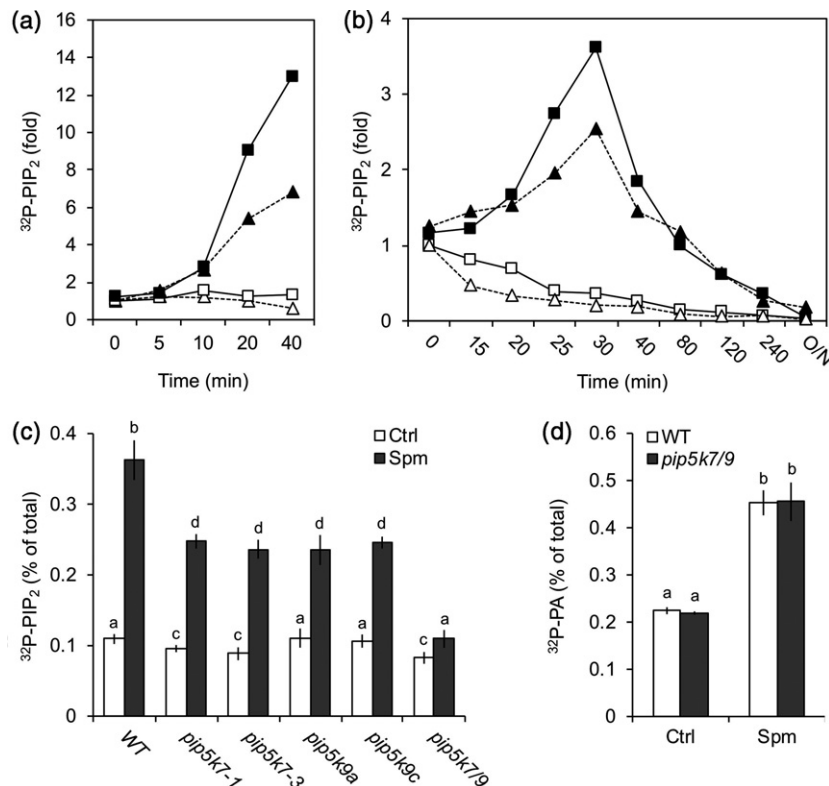 (a)
³²P-PIP₂ (fold)
16
14
12
10
8
6
4
2
0
0 5 10 20 40
Time (min)
(b)
³²P-PIP₂ (fold)
4
3
2
1
0
0 15 20 25 30 40 80 120 240 O/N
Time (min)
(c)
³²P-PIP₂ (% of total)
0.4
0.3
0.2
0.1
0
Ctrl
Spm
a b c d c d a d a d c a
WT pip5k7-1 pip5k7-3 pip5k9a pip5k9c pip5k7/9
(d)
³²P-PA (% of total)
0.6
0.5
0.4
0.3
0.2
0.1
0
WT
pip5k7/9
a a b b
Ctrl Spm